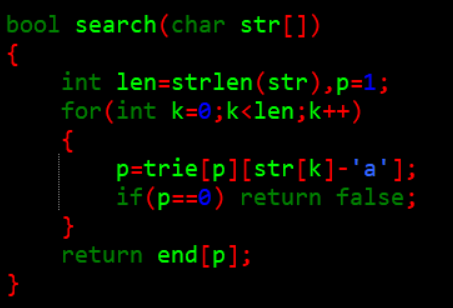 bool search(char str[])
{
    int len=strlen(str),p=1;
    for(int k=0;k<len;k++)
    {
        p=trie[p][str[k]-'a'];
        if(p==0) return false;
    }
    return end[p];
}